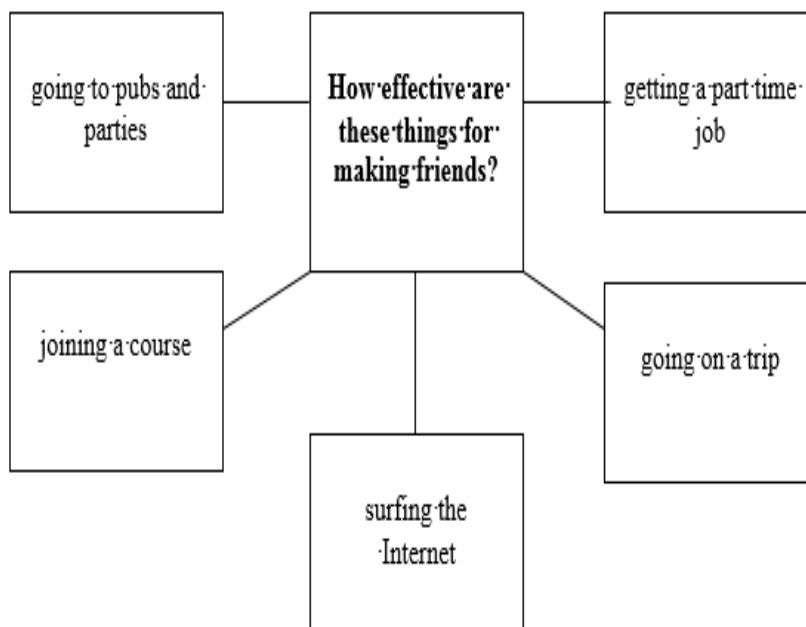 going to pubs and
parties
How effective are
these things for
making friends?
getting a part time
job
joining a course
going on a trip
surfing the
Internet